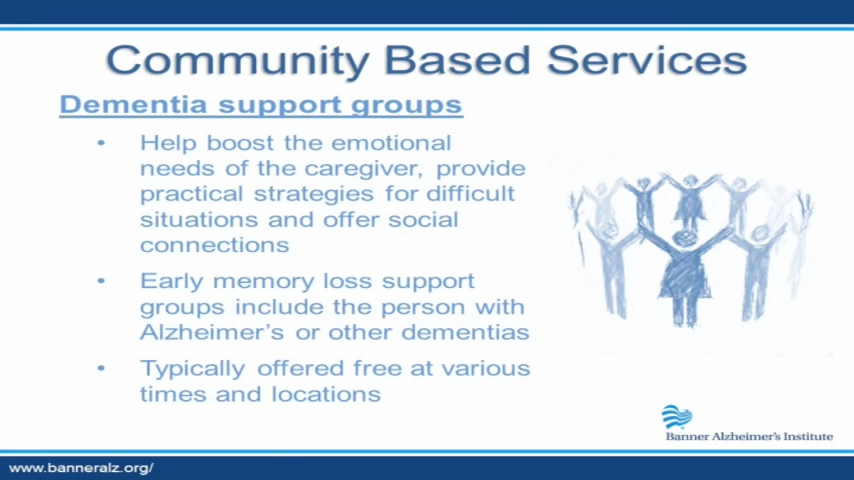 Community Based Services
Dementia support groups
• Help boost the emotional
needs of the caregiver, provide
practical strategies for difficult
situations and offer social
connections
• Early memory loss support
groups include the person with
Alzheimer's or other dementias
• Typically offered free at various
times and locations
Banner Alzheimer's Institute
www.banneralz.org/